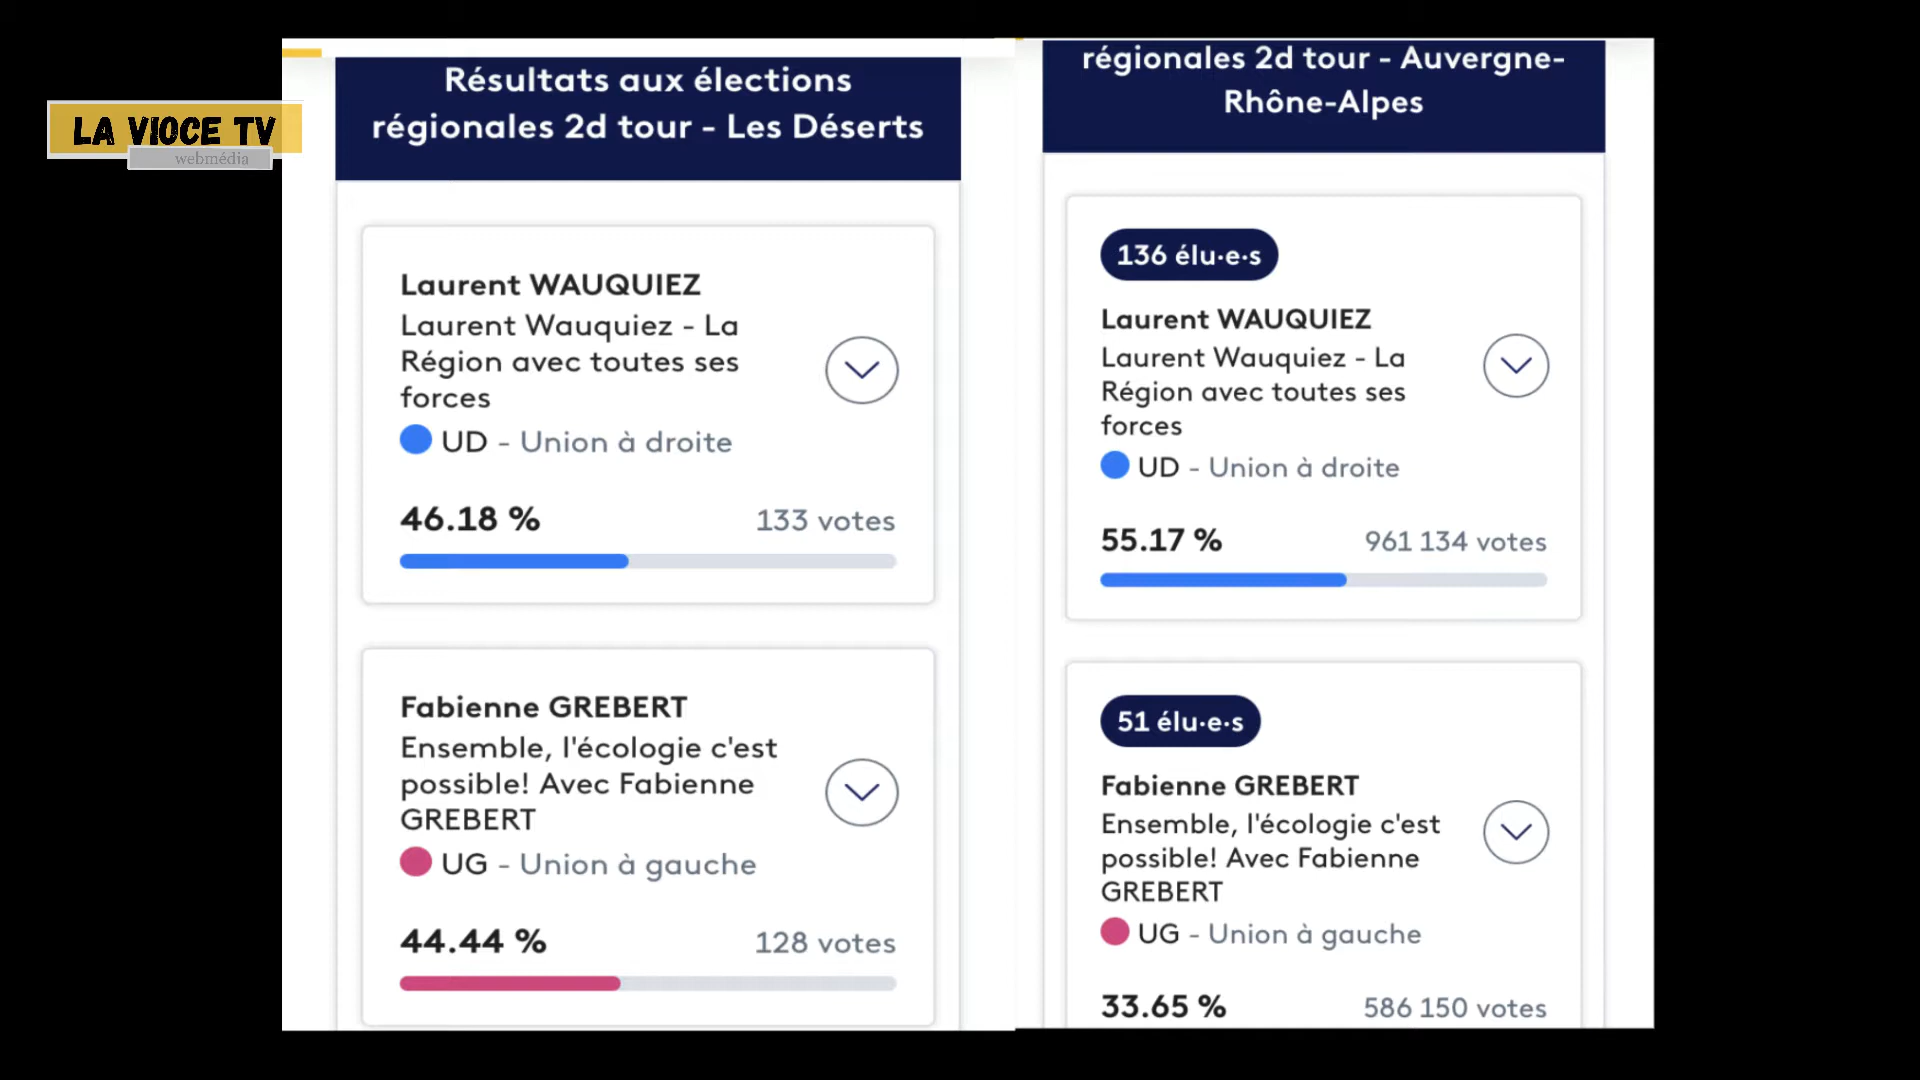 LA VIOCE TV
webmédia
Résultats aux élections
régionales 2d tour - Les Déserts
Laurent WAUQUIEZ
Laurent Wauquiez - La
Région avec toutes ses
forces
UD - Union à droite
46.18 %
133 votes
Fabienne GREBERT
Ensemble, l'écologie c'est
possible! Avec Fabienne
GREBERT
UG - Union à gauche
44.44 %
128 votes
régionales 2d tour - Auvergne-
Rhône-Alpes
136 élu·e·s
Laurent WAUQUIEZ
Laurent Wauquiez - La
Région avec toutes ses
forces
UD - Union à droite
55.17 %
961 134 votes
51 élu·e·s
Fabienne GREBERT
Ensemble, l'écologie c'est
possible! Avec Fabienne
GREBERT
UG - Union à gauche
33.65 %
586 150 votes